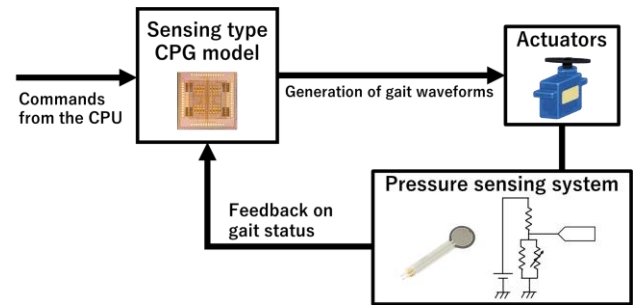 Sensing type
CPG model
Actuators
Commands
from the CPU
Generation of gait waveforms
Pressure sensing system
Feedback on
gait status